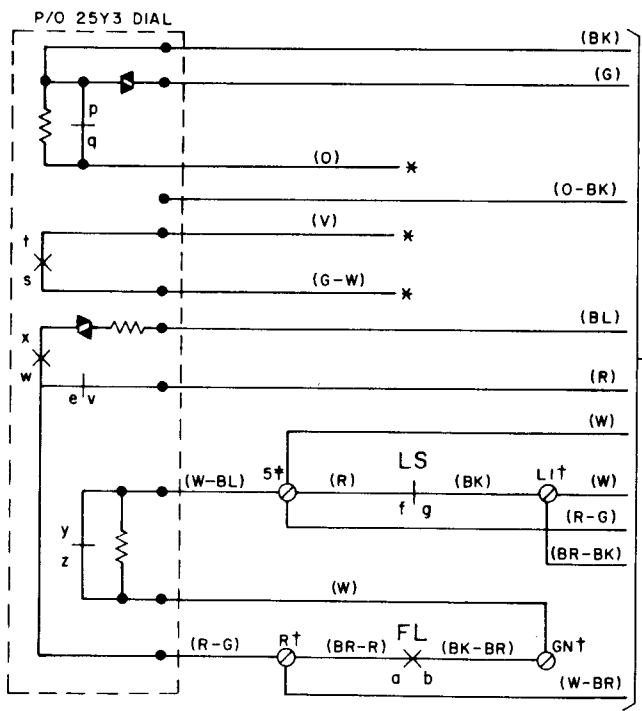 P/O 25Y3 DIAL
(BK)
(G)
p
q
(O) *
(O-BK)
(V) *
t
s
(G-W) *
(BL)
x
w
(R)
e v
(W)
(W-BL) 5‡ (R) LS (BK) L1† (W)
f g
(R-G)
y
z
(BR-BK)
(W)
(R-G) R† (BR-R) FL (BK-BR) GN†
a b
(W-BR)